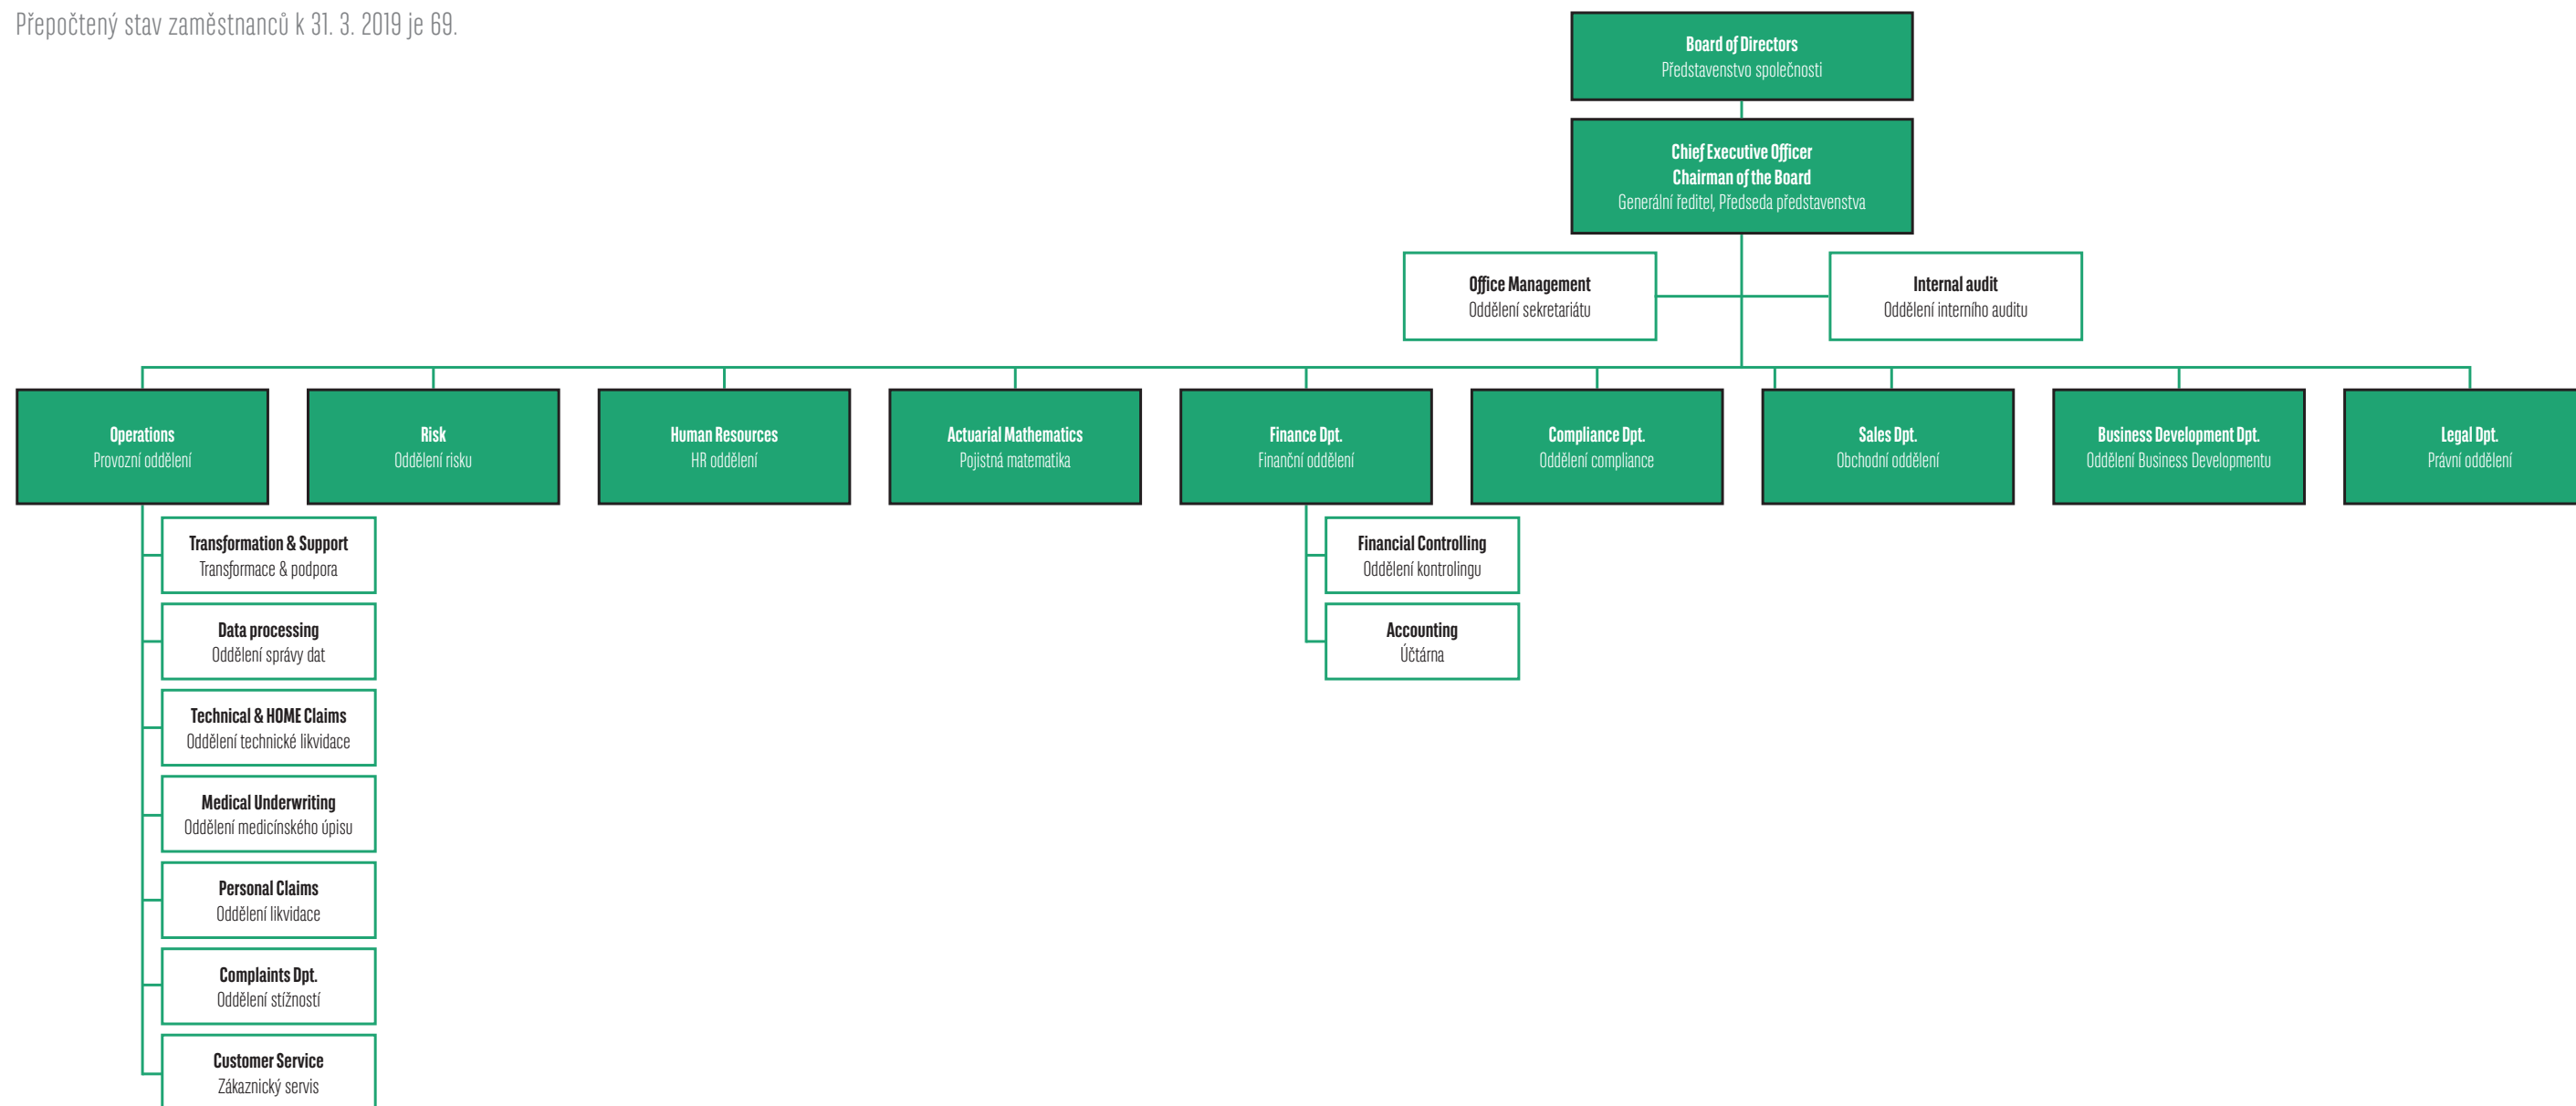 Přepočtený stav zaměstnanců k 31. 3. 2019 je 69.
Board of Directors
Představenstvo společnosti
Chief Executive Officer
Chairman of the Board
Generální ředitel, Předseda představenstva
Office Management
Oddělení sekretariátu
Internal audit
Oddělení interního auditu
Operations
Provozní oddělení
Risk
Oddělení risku
Human Resources
HR oddělení
Actuarial Mathematics
Pojistná matematika
Finance Dpt.
Finanční oddělení
Compliance Dpt.
Oddělení compliance
Sales Dpt.
Obchodní oddělení
Business Development Dpt.
Oddělení Business Developmentu
Legal Dpt.
Právní oddělení
Transformation & Support
Transformace & podpora
Data processing
Oddělení správy dat
Technical & HOME Claims
Oddělení technické likvidace
Medical Underwriting
Oddělení medicínského úpisu
Personal Claims
Oddělení likvidace
Complaints Dpt.
Oddělení stížností
Customer Service
Zákaznický servis
Financial Controlling
Oddělení kontrolingu
Accounting
Účtárna